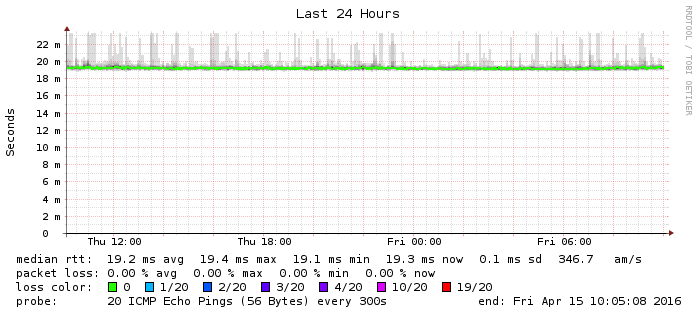 Last 24 Hours
RRDTOOL / TOBI OETIKER
Seconds
22 m
20 m
18 m
16 m
14 m
12 m
10 m
8 m
6 m
4 m
2 m
0
Thu 12:00 Thu 18:00 Fri 00:00 Fri 06:00
median rtt: 19.2 ms avg 19.4 ms max 19.1 ms min 19.3 ms now 0.1 ms sd 346.7 am/s
packet loss: 0.00 % avg 0.00 % max 0.00 % min 0.00 % now
loss color: 0 1/20 2/20 3/20 4/20 10/20 19/20
probe: 20 ICMP Echo Pings (56 Bytes) every 300s end: Fri Apr 15 10:05:08 2016